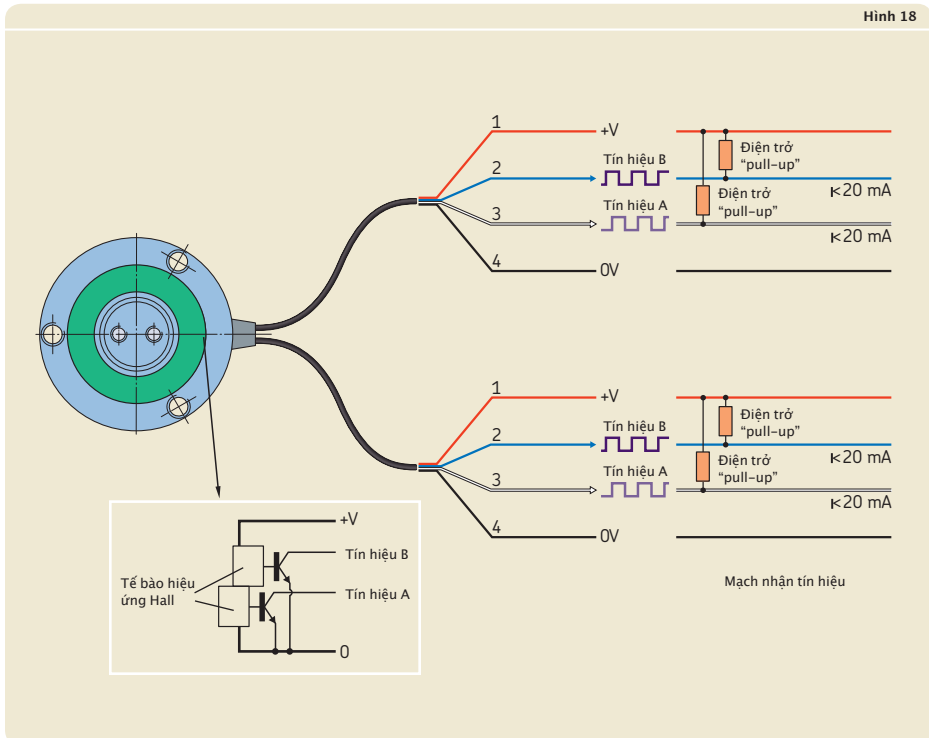 Hình 18
1
+V
Điện trở
"pull-up"
2
Tín hiệu B
I<20 mA
Điện trở
"pull-up"
3
Tín hiệu A
I<20 mA
4
0V
1
+V
Điện trở
"pull-up"
2
Tín hiệu B
I<20 mA
Điện trở
"pull-up"
3
Tín hiệu A
I<20 mA
4
0V
Mạch nhận tín hiệu
+V
Tín hiệu B
Tế bào hiệu
ứng Hall
Tín hiệu A
0